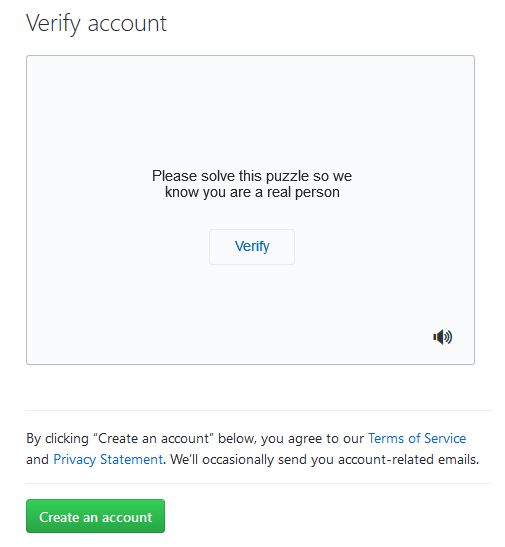 Verify account
Please solve this puzzle so we
know you are a real person
Verify
By clicking “Create an account” below, you agree to our Terms of Service
and Privacy Statement. We’ll occasionally send you account-related emails.
Create an account